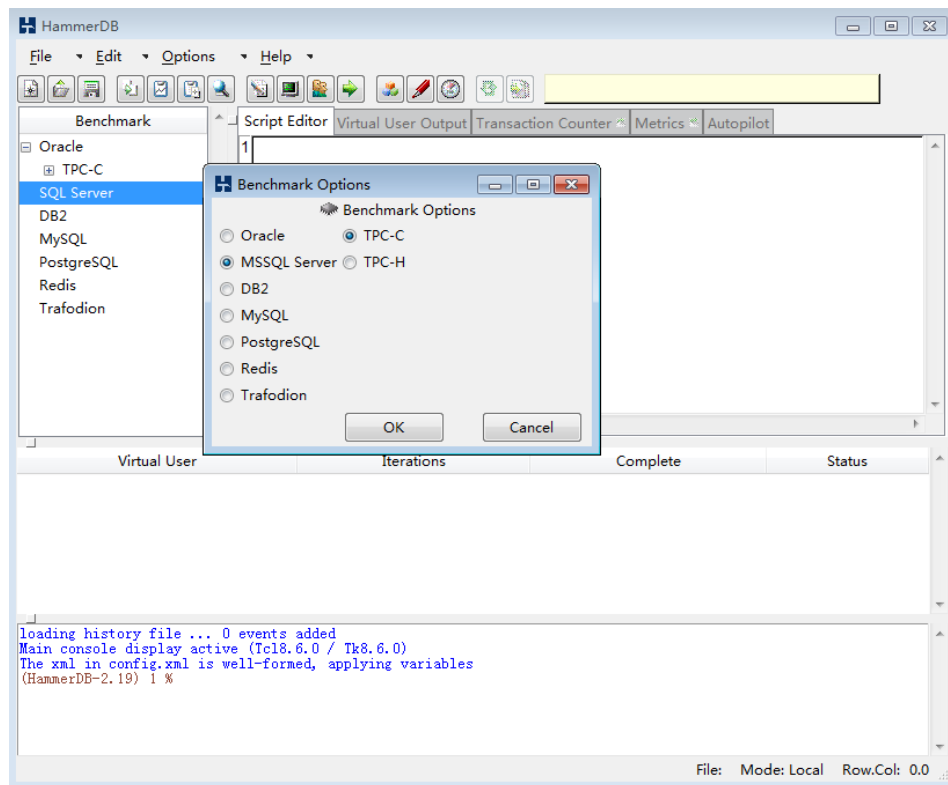 HammerDB
File Edit Options Help
Benchmark
Script Editor Virtual User Output Transaction Counter Metrics Autopilot
Oracle
TPC-C
SQL Server
DB2
MySQL
PostgreSQL
Redis
Trafodion
1
Benchmark Options
Benchmark Options
Oracle TPC-C
MSSQL Server TPC-H
DB2
MySQL
PostgreSQL
Redis
Trafodion
OK Cancel
Virtual User Iterations Complete Status
loading history file ... 0 events added
Main console display active (Tcl8.6.0 / Tk8.6.0)
The xml in config.xml is well-formed, applying variables
(HammerDB-2.19) 1 %
File: Mode: Local Row.Col: 0.0